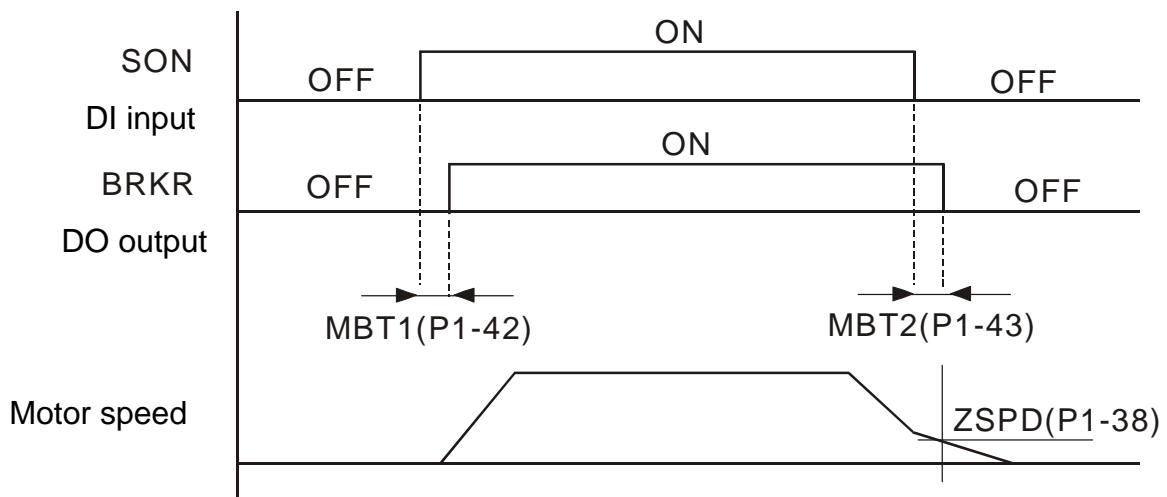 ON
SON
OFF
OFF
DI input
ON
BRKR
OFF
OFF
DO output
MBT1(P1-42)
MBT2(P1-43)
Motor speed
ZSPD(P1-38)